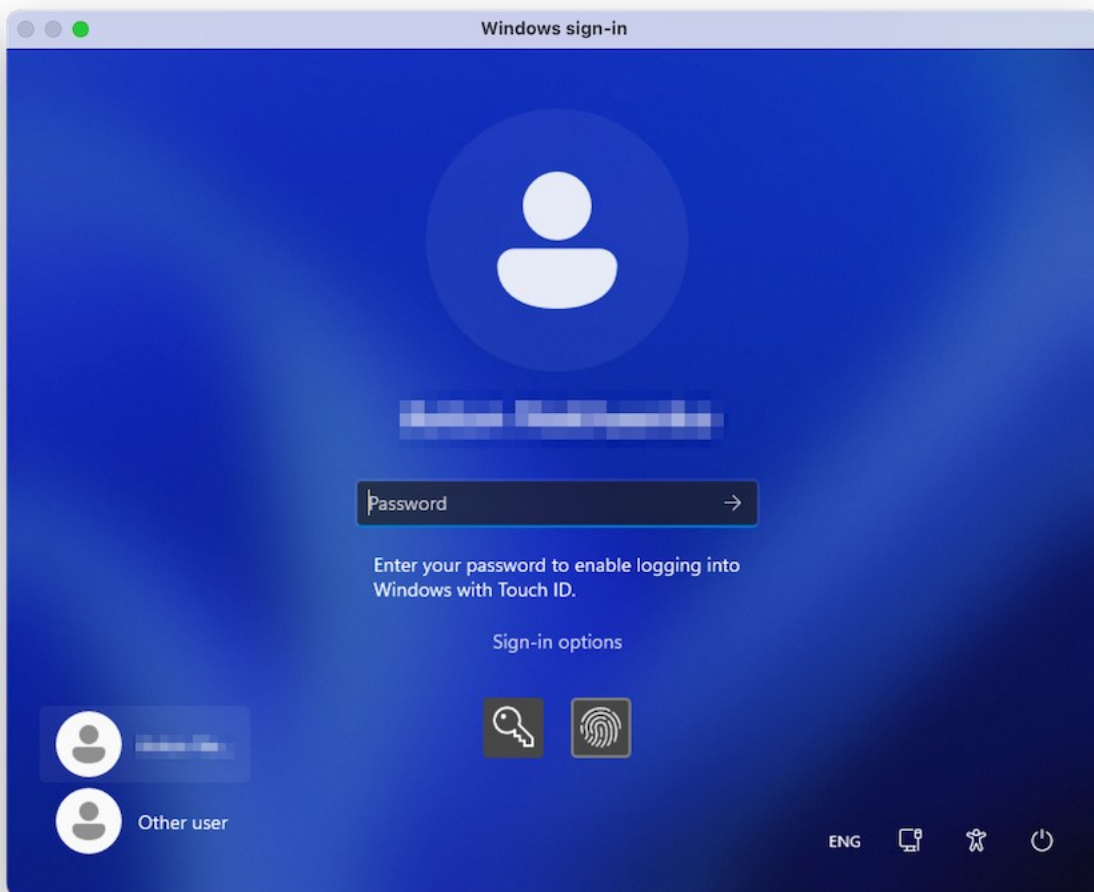 Windows sign-in
Password
Enter your password to enable logging into
Windows with Touch ID.
Sign-in options
Other user
ENG